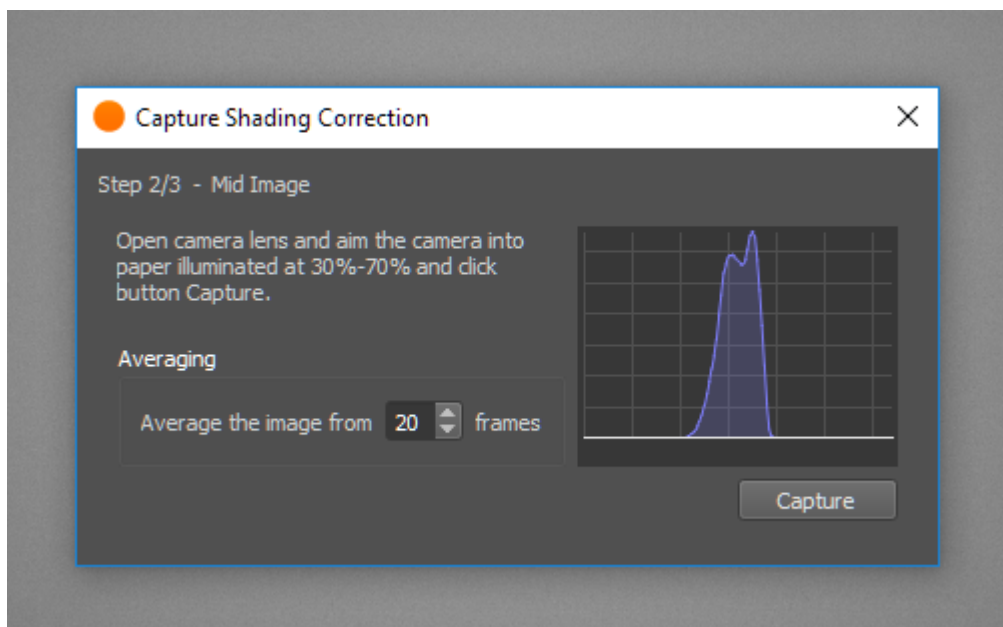 Capture Shading Correction
Step 2/3 - Mid Image
Open camera lens and aim the camera into
paper illuminated at 30%-70% and click
button Capture.
Averaging
Average the image from 20 frames
Capture